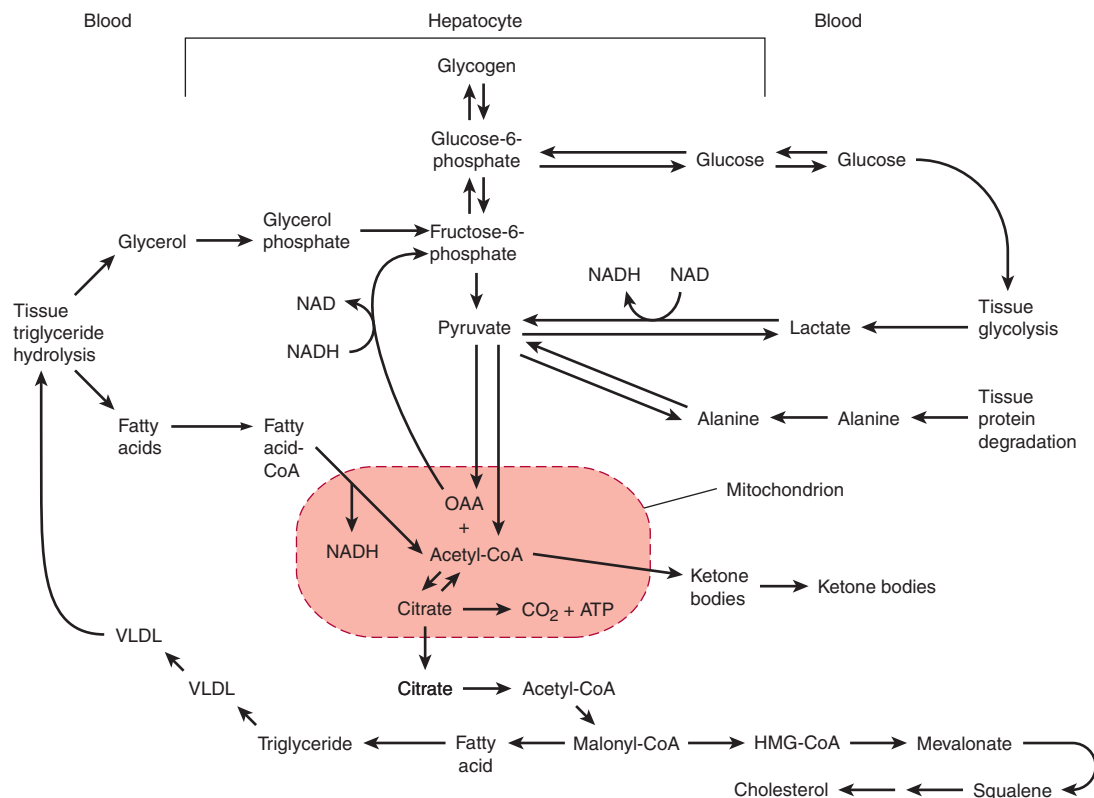 Blood
Hepatocyte
Blood
Glycogen
Glucose-6-
phosphate
Glucose
Glucose
Glycerol
Glycerol
phosphate
Fructose-6-
phosphate
NAD
NADH
NADH
NAD
Tissue
triglyceride
hydrolysis
Pyruvate
Lactate
Tissue
glycolysis
Fatty
acids
Fatty
acid-
CoA
Alanine
Alanine
Tissue
protein
degradation
OAA
+
Acetyl-CoA
NADH
Mitochondrion
Citrate
CO2 + ATP
Ketone
bodies
Ketone bodies
VLDL
VLDL
Citrate
Acetyl-CoA
Triglyceride
Fatty
acid
Malonyl-CoA
HMG-CoA
Mevalonate
Cholesterol
Squalene